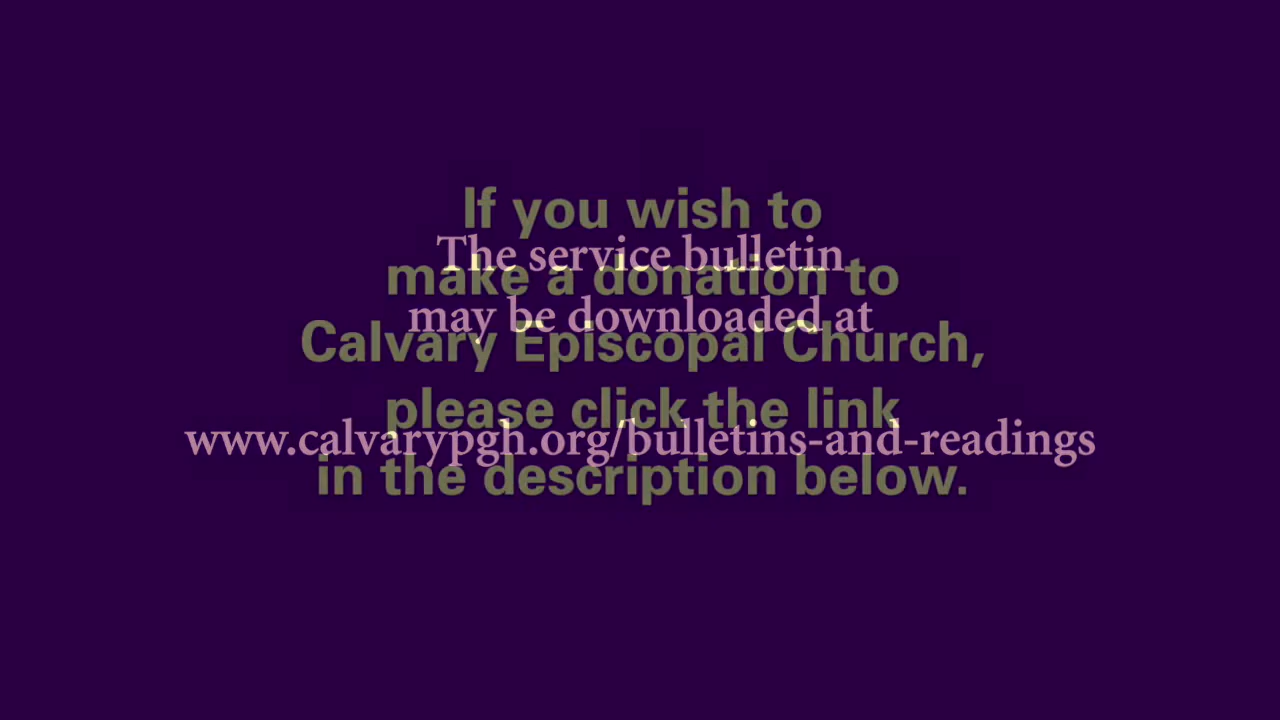 If you wish to
make a donation to
Calvary Episcopal Church,
please click the link
in the description below.
The service bulletin
may be downloaded at
www.calvarypgh.org/bulletins-and-readings